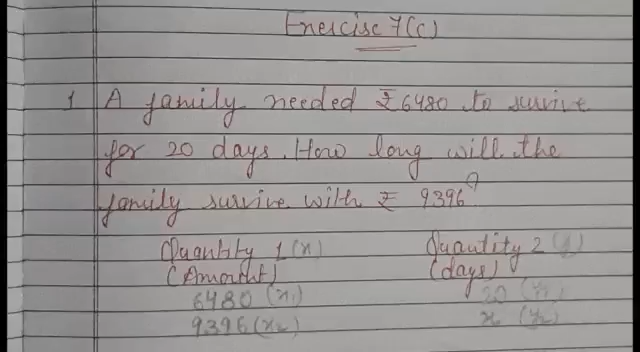 Exercise 7(c)
1 A family needed ₹6480 to survive
for 20 days. How long will the
family survive with ₹ 9396?
Quantity 1 (x) Quantity 2 (y)
(Amount) (days)
6480 (x₁) 20 (y₁)
9396 (x₂) x (y₂)